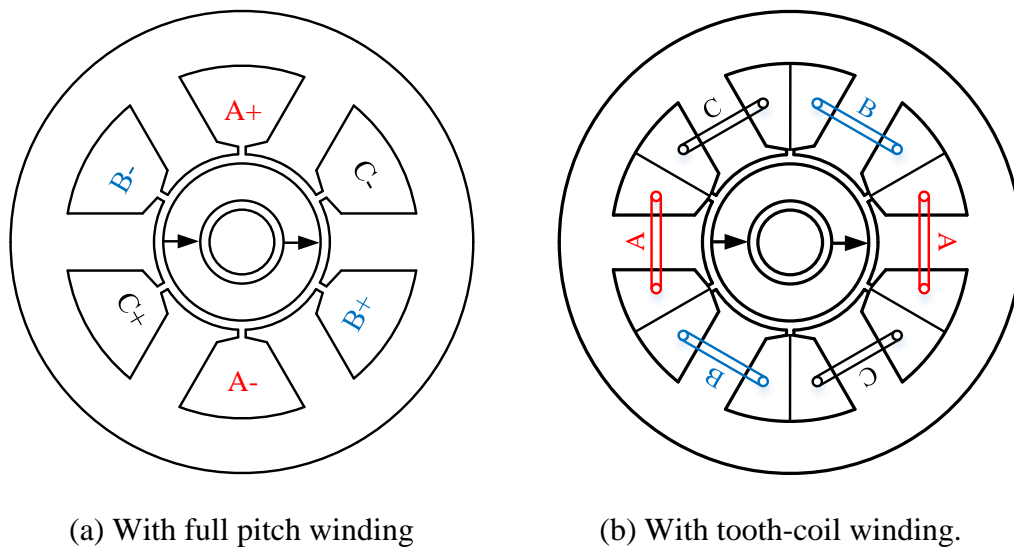 A+
B-
C-
C+
B+
A-
C
B
A
A
B
C
(a) With full pitch winding
(b) With tooth-coil winding.